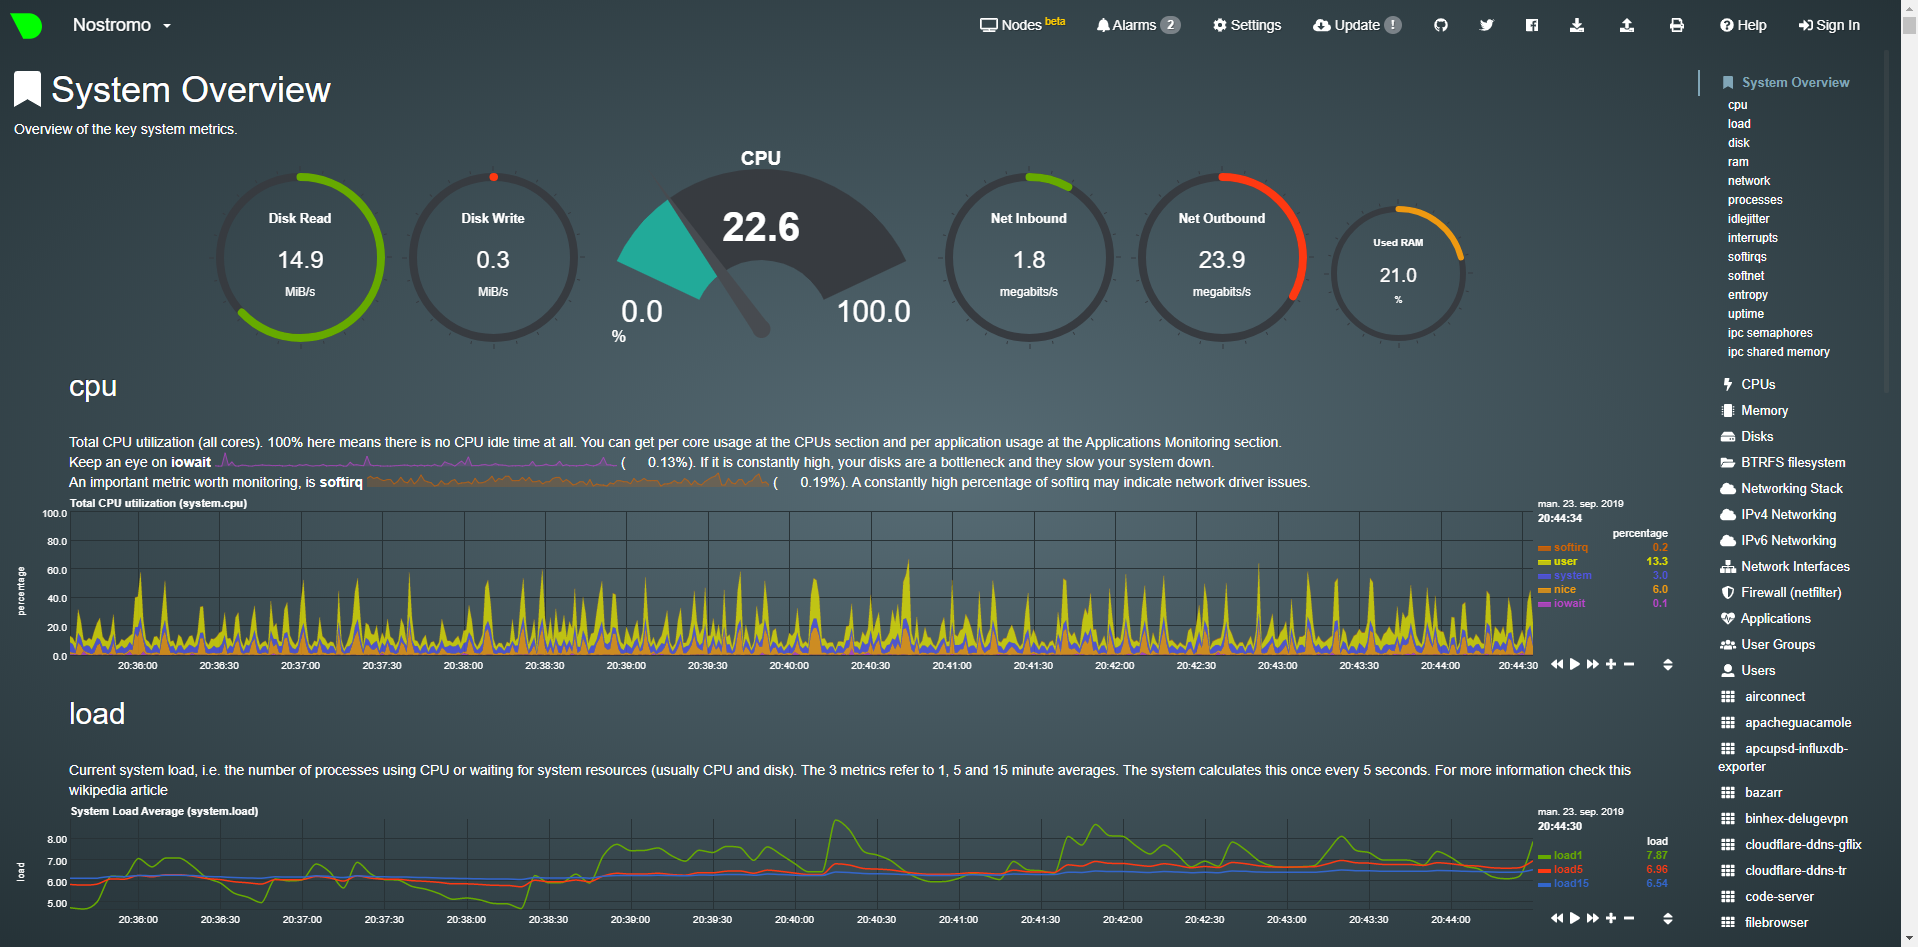 Nostromo
Nodes beta
Alarms 2
Settings
Update !
Help
Sign In
System Overview
Overview of the key system metrics.
Disk Read
14.9
MiB/s
Disk Write
0.3
MiB/s
CPU
22.6
0.0
100.0
%
Net Inbound
1.8
megabits/s
Net Outbound
23.9
megabits/s
Used RAM
21.0
%
cpu
Total CPU utilization (all cores). 100% here means there is no CPU idle time at all. You can get per core usage at the CPUs section and per application usage at the Applications Monitoring section.
Keep an eye on iowait ( 0.13%). If it is constantly high, your disks are a bottleneck and they slow your system down.
An important metric worth monitoring, is softirq ( 0.19%). A constantly high percentage of softirq may indicate network driver issues.
Total CPU utilization (system.cpu)
percentage
100.0
80.0
60.0
40.0
20.0
0.0
20:36:00 20:36:30 20:37:00 20:37:30 20:38:00 20:38:30 20:39:00 20:39:30 20:40:00 20:40:30 20:41:00 20:41:30 20:42:00 20:42:30 20:43:00 20:43:30 20:44:00 20:44:30
man. 23. sep. 2019
20:44:34
percentage
softirq 0.2
user 13.3
system 3.0
nice 6.0
iowait 0.1
load
Current system load, i.e. the number of processes using CPU or waiting for system resources (usually CPU and disk). The 3 metrics refer to 1, 5 and 15 minute averages. The system calculates this once every 5 seconds. For more information check this
wikipedia article
System Load Average (system.load)
load
8.00
7.00
6.00
5.00
20:36:00 20:36:30 20:37:00 20:37:30 20:38:00 20:38:30 20:39:00 20:39:30 20:40:00 20:40:30 20:41:00 20:41:30 20:42:00 20:42:30 20:43:00 20:43:30 20:44:00
man. 23. sep. 2019
20:44:30
load
load1 7.87
load5 6.96
load15 6.54
System Overview
cpu
load
disk
ram
network
processes
idlejitter
interrupts
softirqs
softnet
entropy
uptime
ipc semaphores
ipc shared memory
CPUs
Memory
Disks
BTRFS filesystem
Networking Stack
IPv4 Networking
IPv6 Networking
Network Interfaces
Firewall (netfilter)
Applications
User Groups
Users
airconnect
apacheguacamole
apcupsd-influxdb-
exporter
bazarr
binhex-delugevpn
cloudflare-ddns-gflix
cloudflare-ddns-tr
code-server
filebrowser